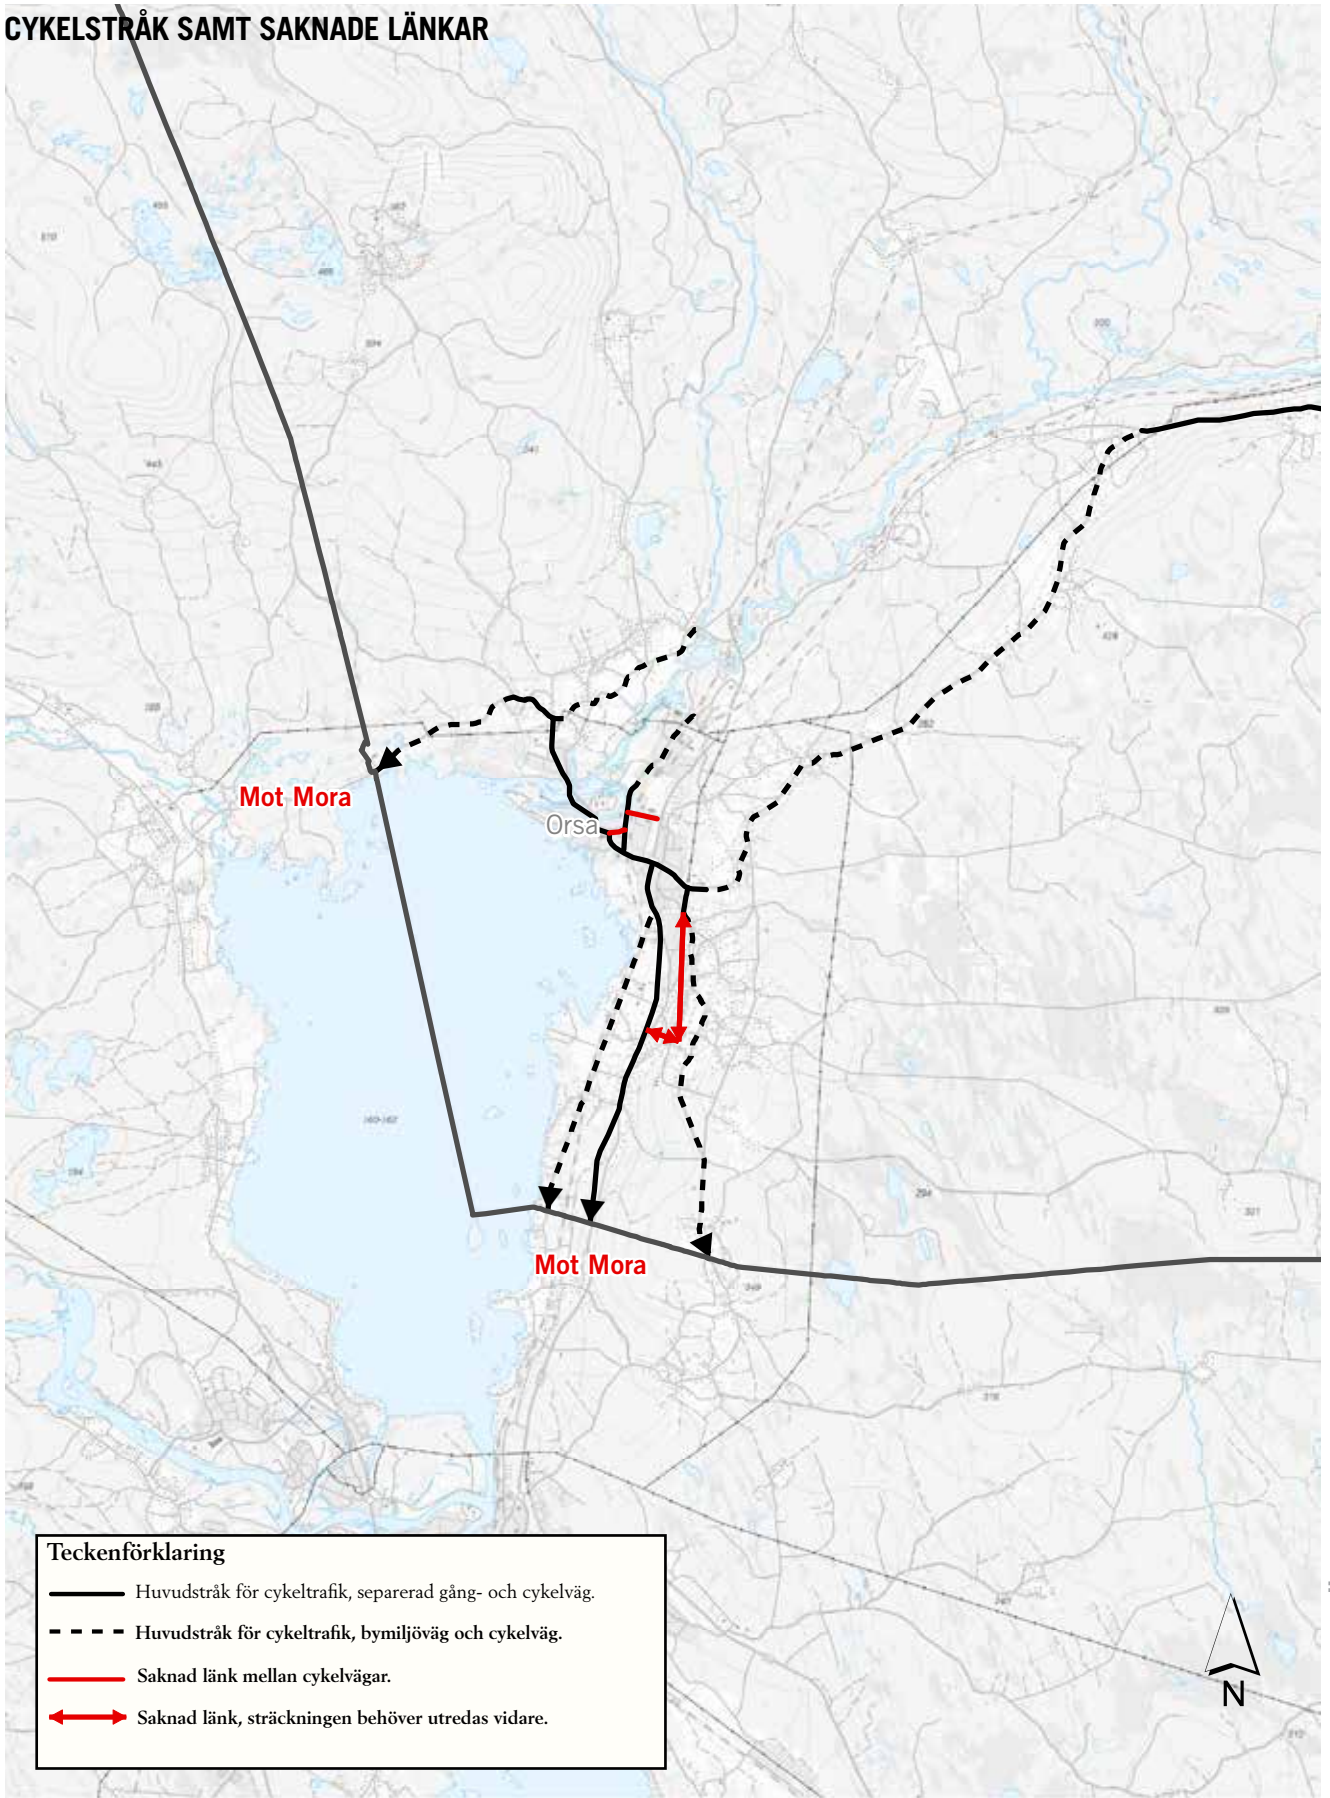 CYKELSTRÅK SAMT SAKNADE LÄNKAR
Mot Mora
Orsa
Mot Mora
Teckenförklaring
Huvudstråk för cykeltrafik, separerad gång- och cykelväg.
Huvudstråk för cykeltrafik, bymiljöväg och cykelväg.
Saknad länk mellan cykelvägar.
Saknad länk, sträckningen behöver utredas vidare.
N